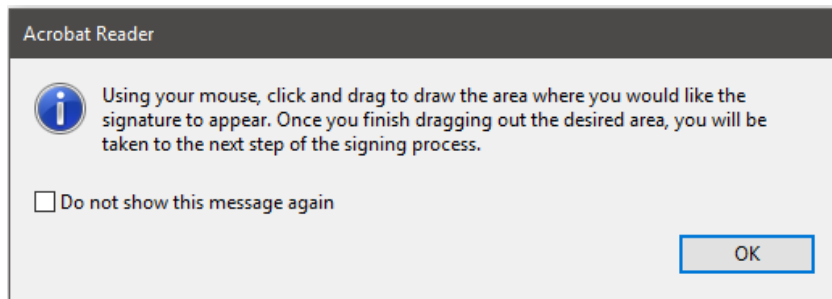 Acrobat Reader
Using your mouse, click and drag to draw the area where you would like the
signature to appear. Once you finish dragging out the desired area, you will be
taken to the next step of the signing process.
Do not show this message again
OK